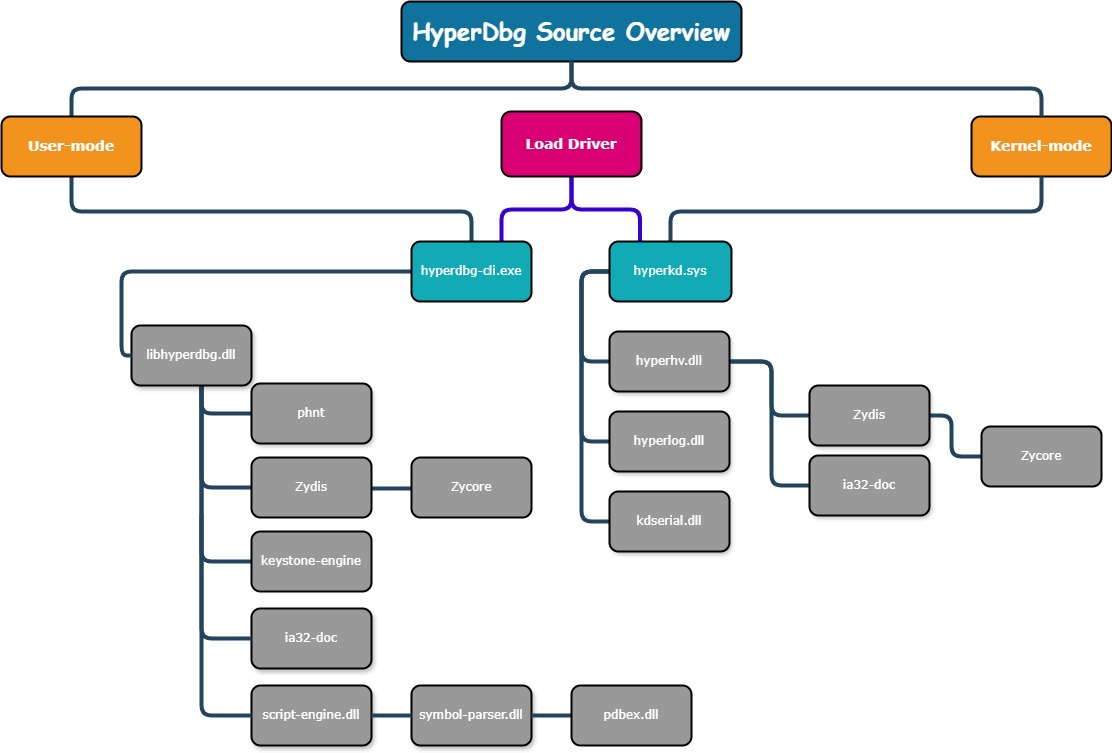 HyperDbg Source Overview
User-mode
Load Driver
Kernel-mode
hyperdbg-cli.exe
hyperkd.sys
libhyperdbg.dll
hyperhv.dll
phnt
Zydis
hyperlog.dll
Zycore
Zydis
Zycore
ia32-doc
kdserial.dll
keystone-engine
ia32-doc
script-engine.dll
symbol-parser.dll
pdbex.dll